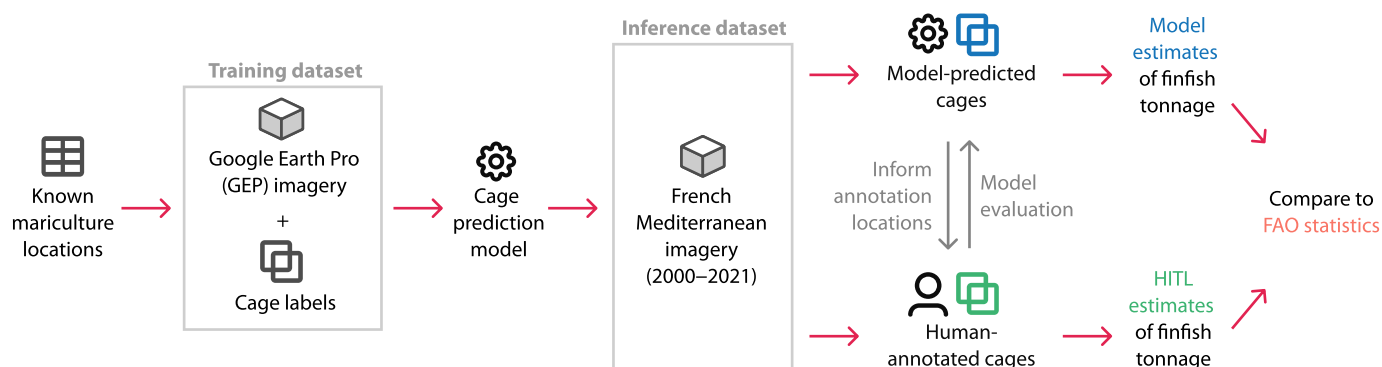 Known
mariculture
locations
Training dataset
Google Earth Pro
(GEP) imagery
+
Cage labels
Cage
prediction
model
Inference dataset
French
Mediterranean
imagery
(2000–2021)
Model-predicted
cages
Inform
annotation
locations
Model
evaluation
Human-
annotated cages
Model
estimates
of finfish
tonnage
HITL
estimates
of finfish
tonnage
Compare to
FAO statistics